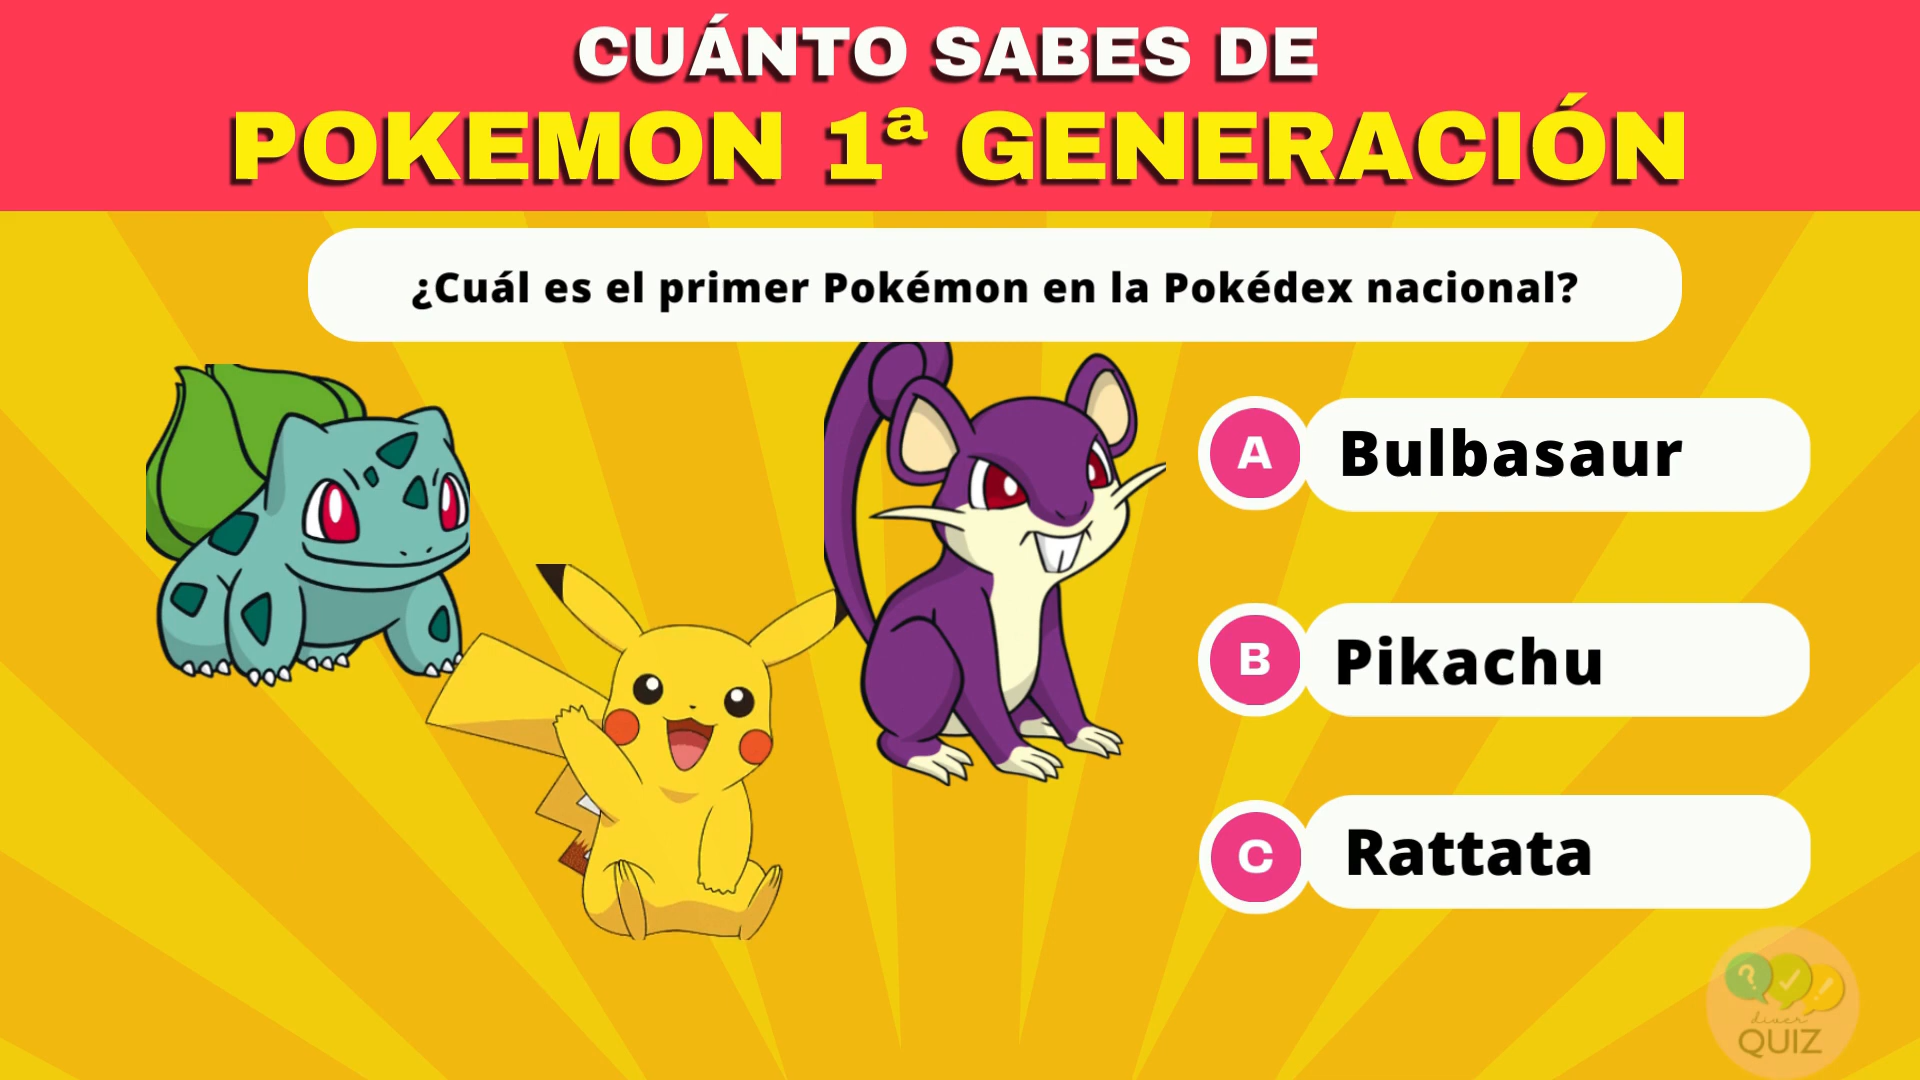 CUÁNTO SABES DE
POKEMON 1ª GENERACIÓN
¿Cuál es el primer Pokémon en la Pokédex nacional?
A Bulbasaur
B Pikachu
C Rattata
diver
QUIZ